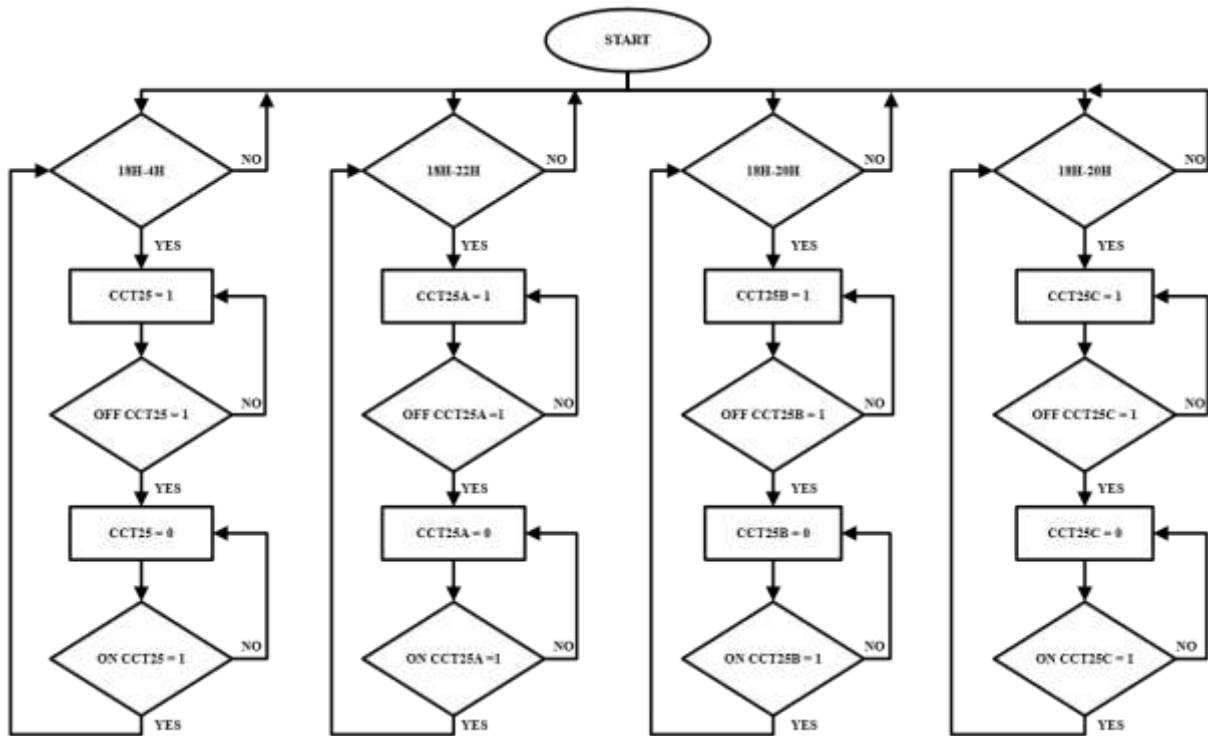 START
18H-4H
NO
18H-22H
NO
18H-20H
NO
18H-20H
NO
YES
YES
YES
YES
CCT25 = 1
CCT25A = 1
CCT25B = 1
CCT25C = 1
OFF CCT25 = 1
NO
OFF CCT25A =1
NO
OFF CCT25B = 1
NO
OFF CCT25C = 1
NO
YES
YES
YES
YES
CCT25 = 0
CCT25A = 0
CCT25B = 0
CCT25C = 0
ON CCT25 = 1
NO
ON CCT25A =1
NO
ON CCT25B = 1
NO
ON CCT25C = 1
NO
YES
YES
YES
YES